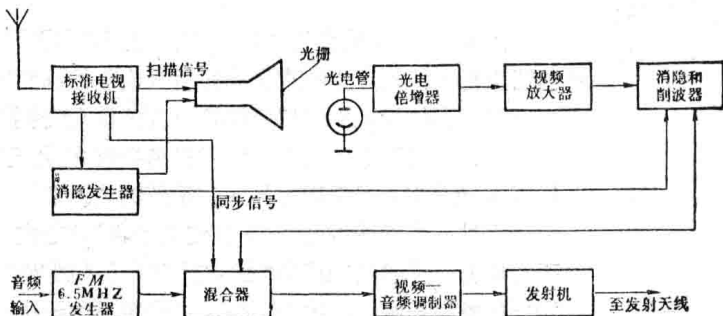 光栅
标准电视
接收机
扫描信号
光电管
光电
倍增器
视频
放大器
消隐和
削波器
消隐发生器
同步信号
音频
输入
FM
6.5MHZ
发生器
混合器
视频—
音频调制器
发射机
至发射天线